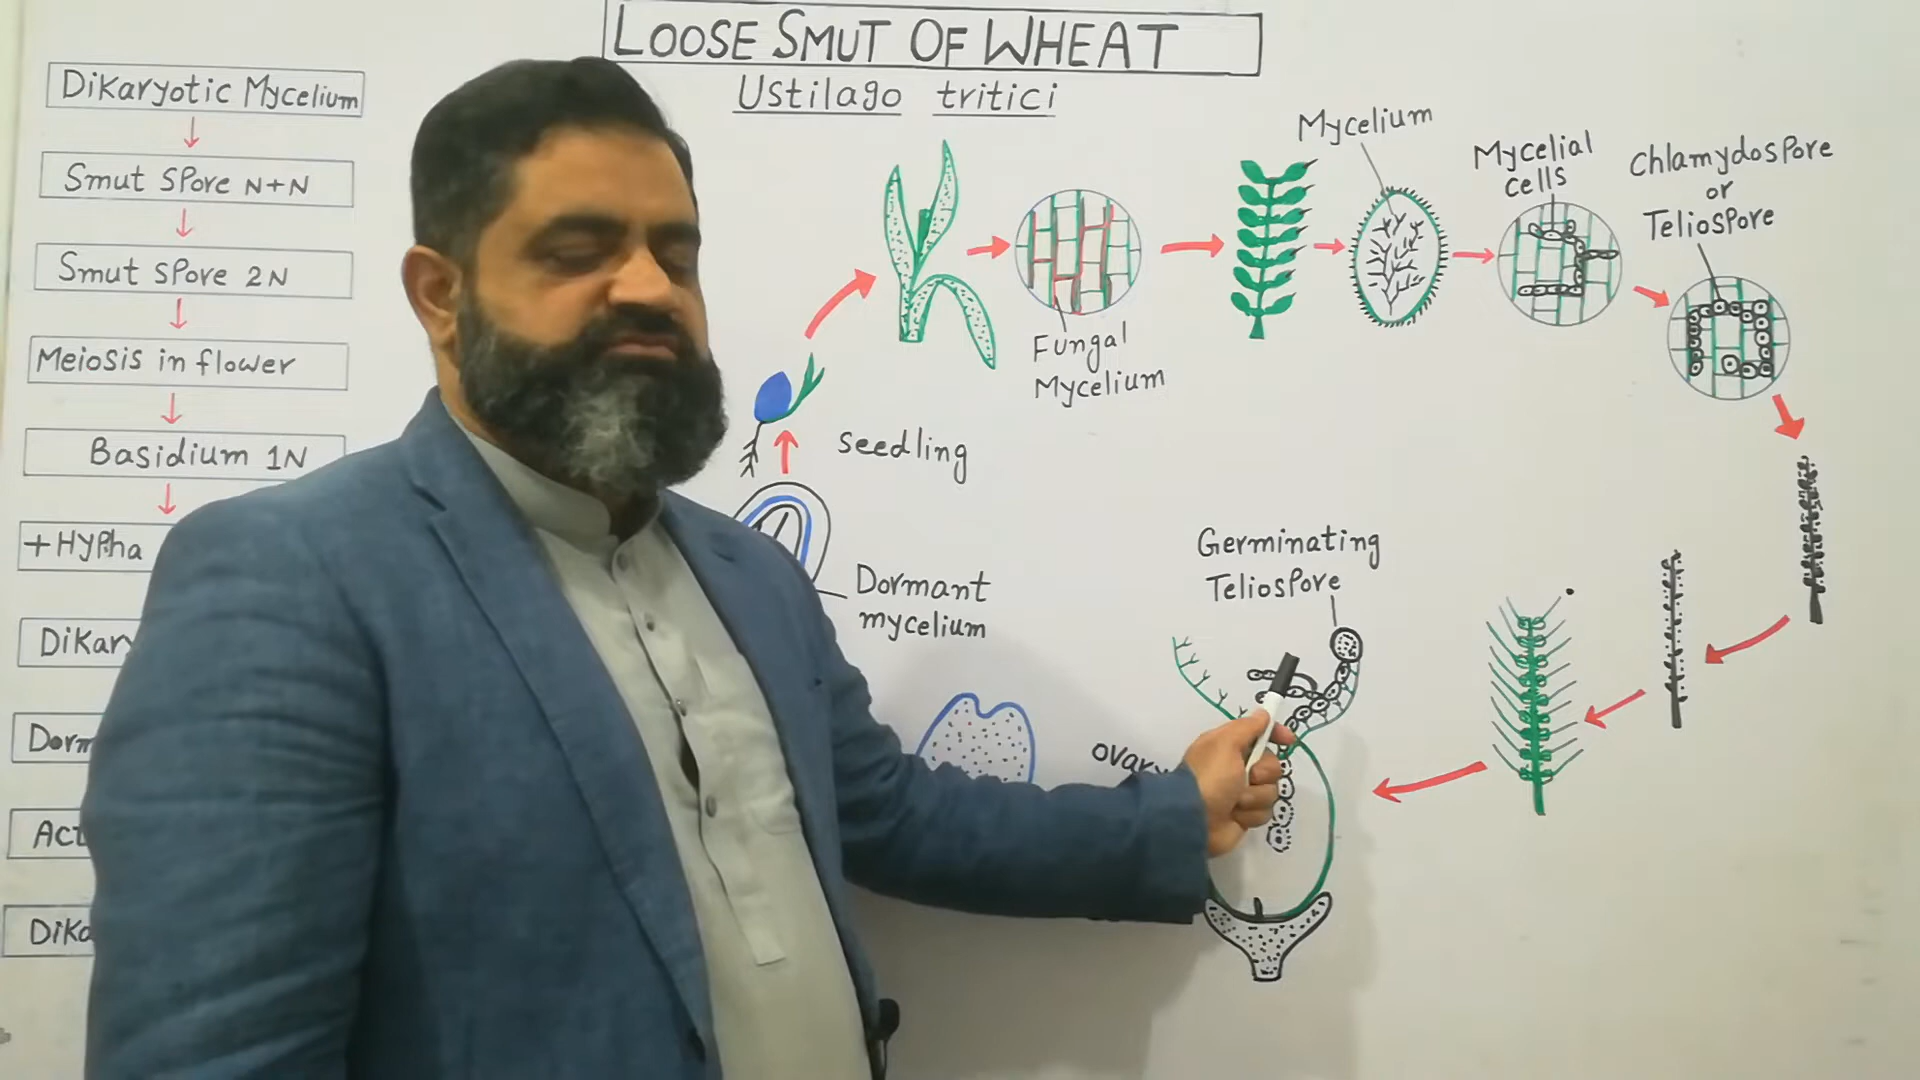 LOOSE SMUT OF WHEAT
Ustilago tritici
Dikaryotic Mycelium
Smut Spore N+N
Smut Spore 2N
Meiosis in flower
Basidium 1N
+Hypha
Mycelium
Mycelial
cells
Chlamydospore
or
Teliospore
Fungal
Mycelium
seedling
Dormant
mycelium
Germinating
Teliospore
ovary